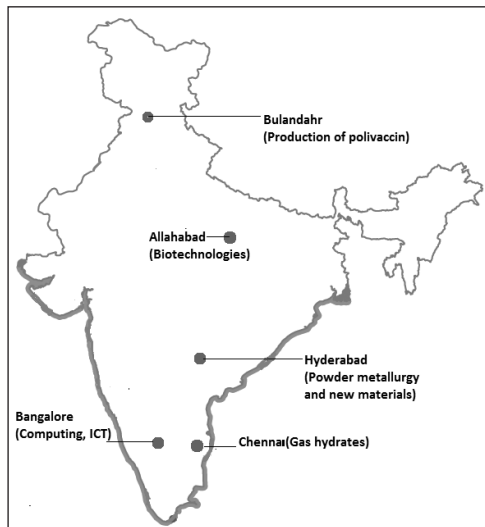 Bulandahr
(Production of polivaccin)
Allahabad
(Biotechnologies)
Hyderabad
(Powder metallurgy
and new materials)
Bangalore
(Computing, ICT)
Chennai(Gas hydrates)